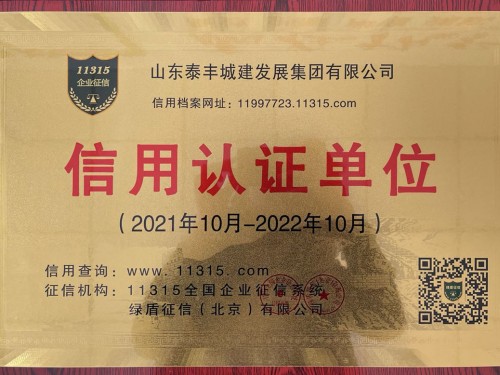 11315
企业征信
山东泰丰城建发展集团有限公司
信用档案网址：11997723.11315.com
信用认证单位
（2021年10月-2022年10月）
信用查询：www.11315.com
征信机构：11315全国企业征信系统
绿盾征信（北京）有限公司